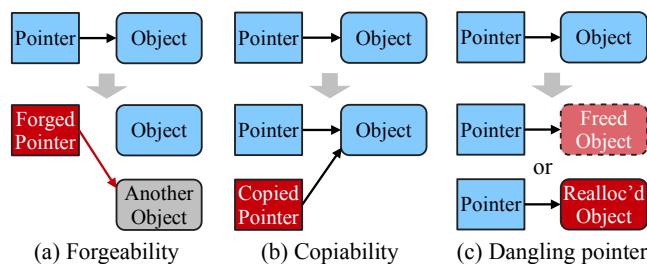 Pointer
Object
Forged
Pointer
Object
Another
Object
(a) Forgeability
Pointer
Object
Pointer
Object
Copied
Pointer
(b) Copiability
Pointer
Object
Pointer
Freed
Object
or
Pointer
Realloc'd
Object
(c) Dangling pointer